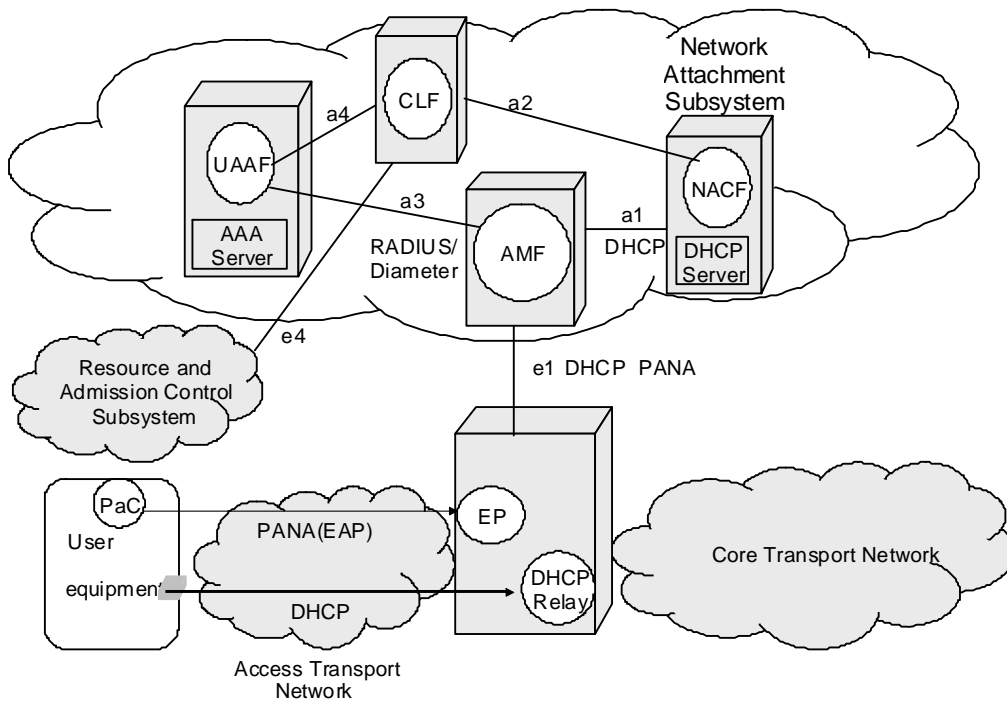 Network
Attachment
Subsystem
CLF
a4
a2
UAAF
NACF
a3
a1
AAA
Server
RADIUS/
Diameter
AMF
DHCP
DHCP
Server
e4
e1 DHCP PANA
Resource and
Admission Control
Subsystem
PaC
User
equipment
PANA(EAP)
EP
DHCP
DHCP
Relay
Core Transport Network
Access Transport
Network